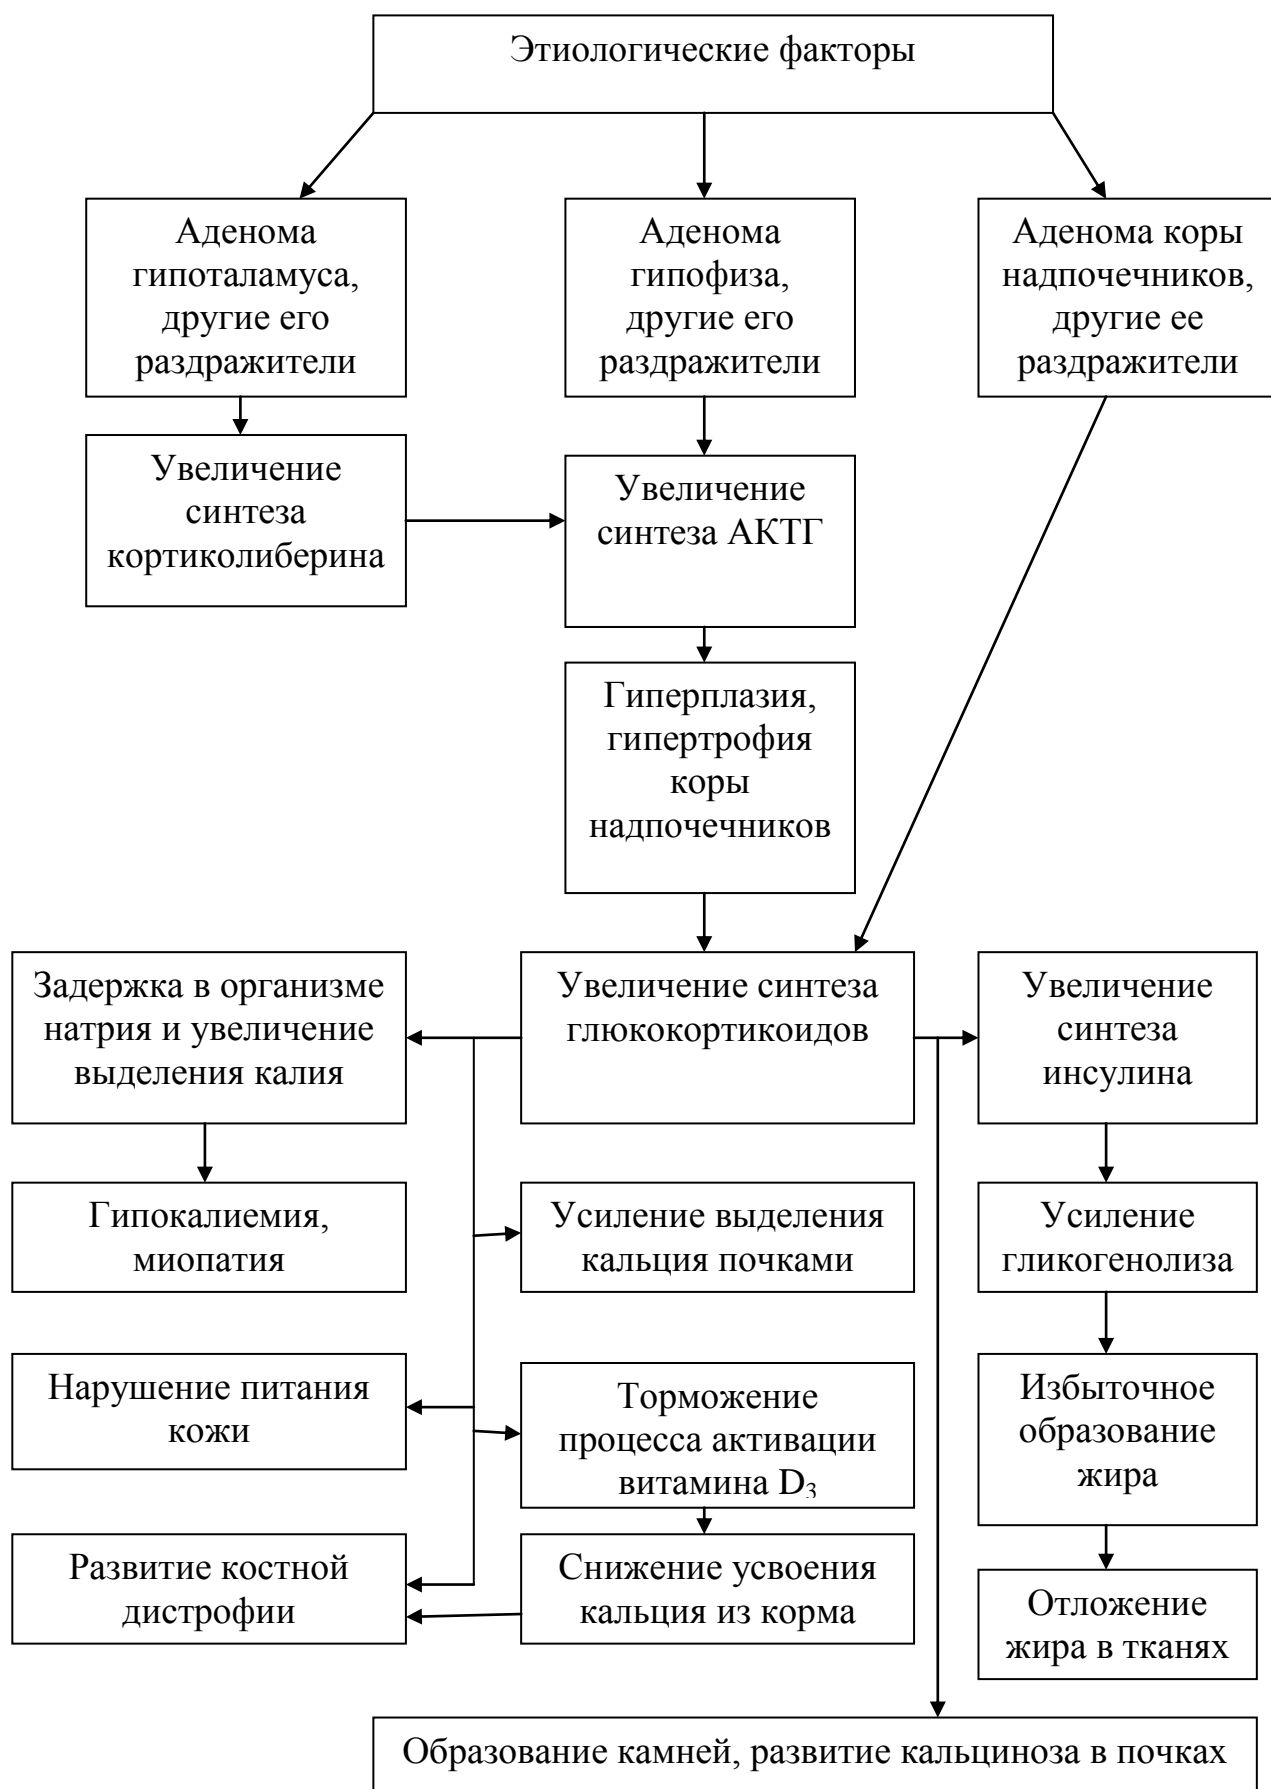 Этиологические факторы
Аденома
гипоталамуса,
другие его
раздражители
Аденома
гипофиза,
другие его
раздражители
Аденома коры
надпочечников,
другие ее
раздражители
Увеличение
синтеза
кортиколиберина
Увеличение
синтеза АКТГ
Гиперплазия,
гипертрофия
коры
надпочечников
Задержка в организме
натрия и увеличение
выделения калия
Увеличение синтеза
глюкокортикоидов
Увеличение
синтеза
инсулина
Гипокалиемия,
миопатия
Усиление выделения
кальция почками
Усиление
гликогенолиза
Нарушение питания
кожи
Торможение
процесса активации
витамина D₃
Избыточное
образование
жира
Развитие костной
дистрофии
Снижение усвоения
кальция из корма
Отложение
жира в тканях
Образование камней, развитие кальциноза в почках